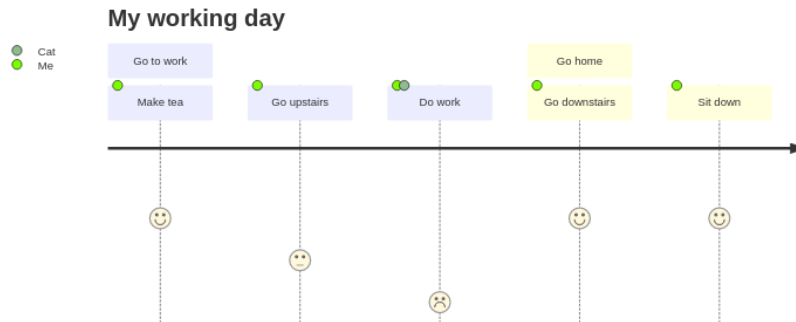 My working day
Cat
Me
Go to work
Go home
Make tea
Go upstairs
Do work
Go downstairs
Sit down